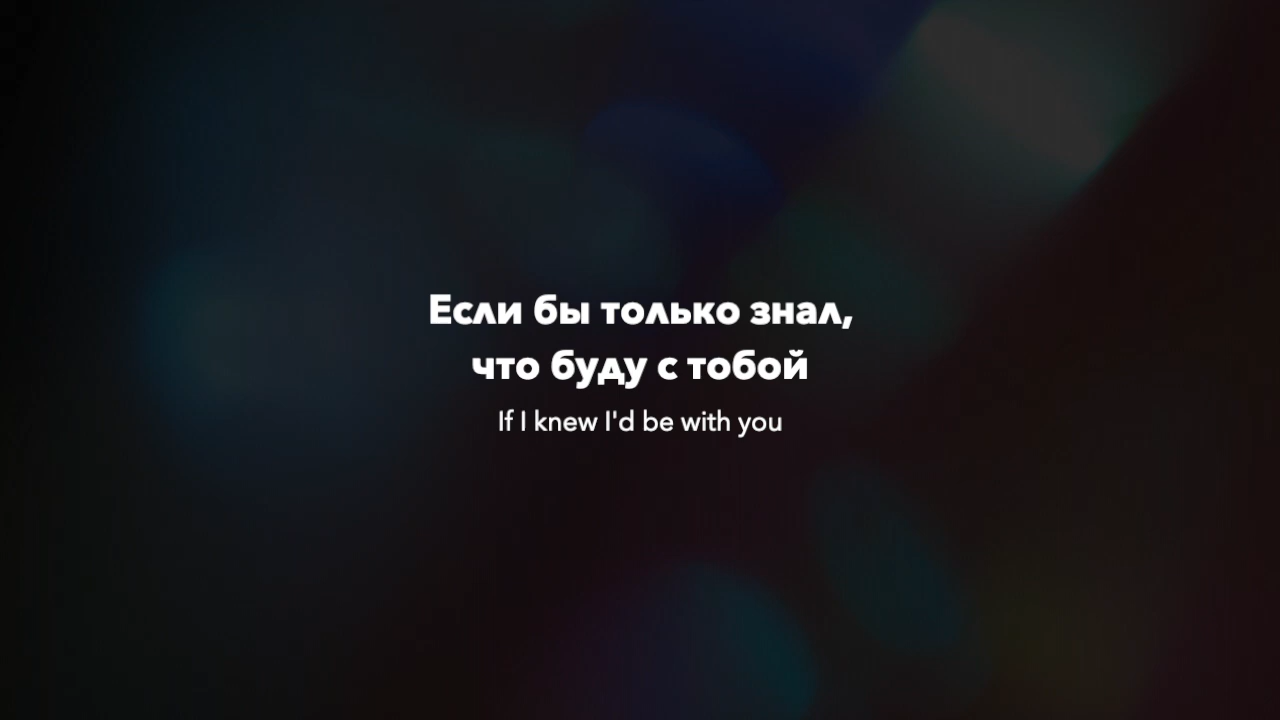 Если бы только знал,
что буду с тобой
If I knew I'd be with you